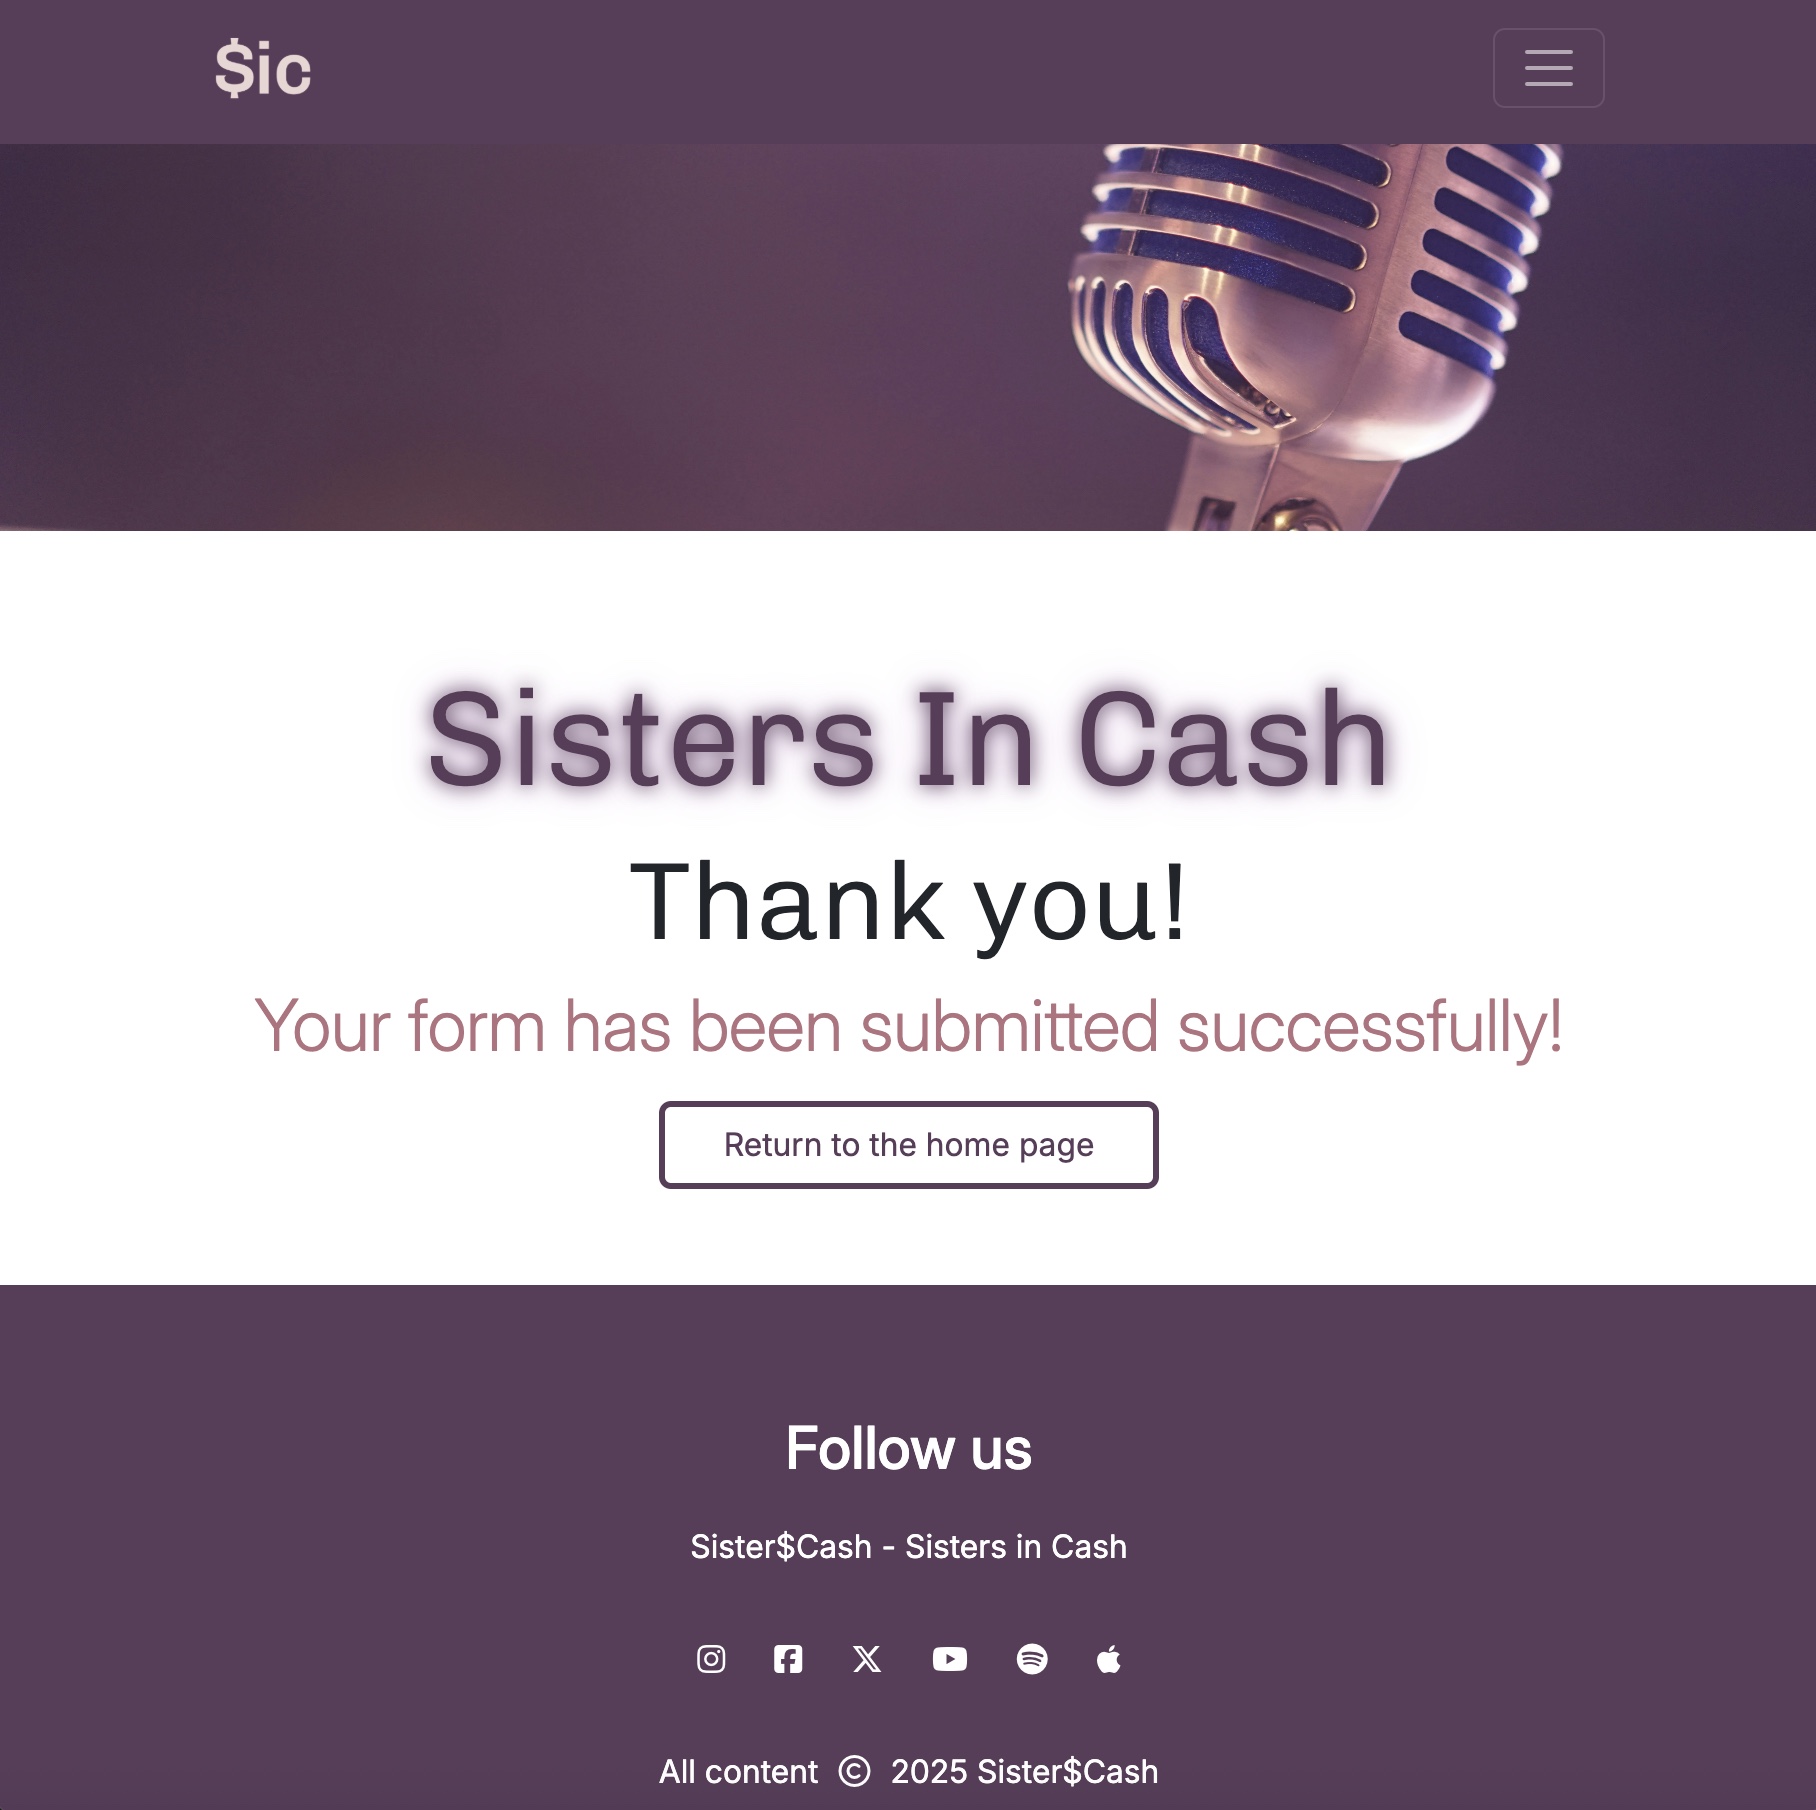 $ic
Sisters In Cash
Thank you!
Your form has been submitted successfully!
Return to the home page
Follow us
Sister$Cash - Sisters in Cash
All content © 2025 Sister$Cash